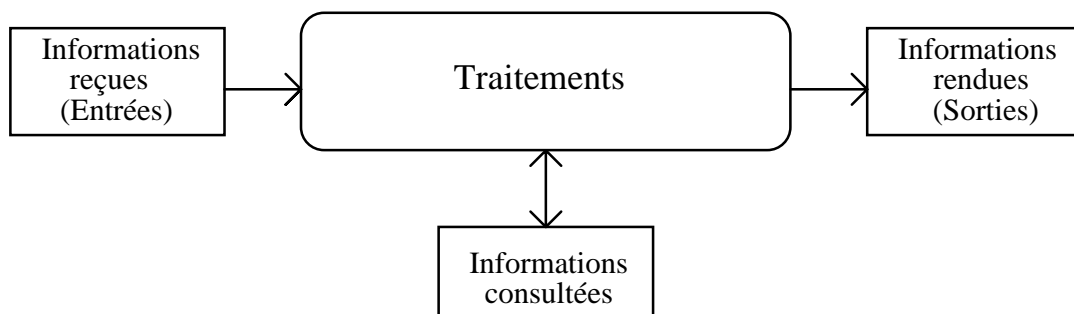 Informations
reçues
(Entrées)
Traitements
Informations
rendues
(Sorties)
Informations
consultées